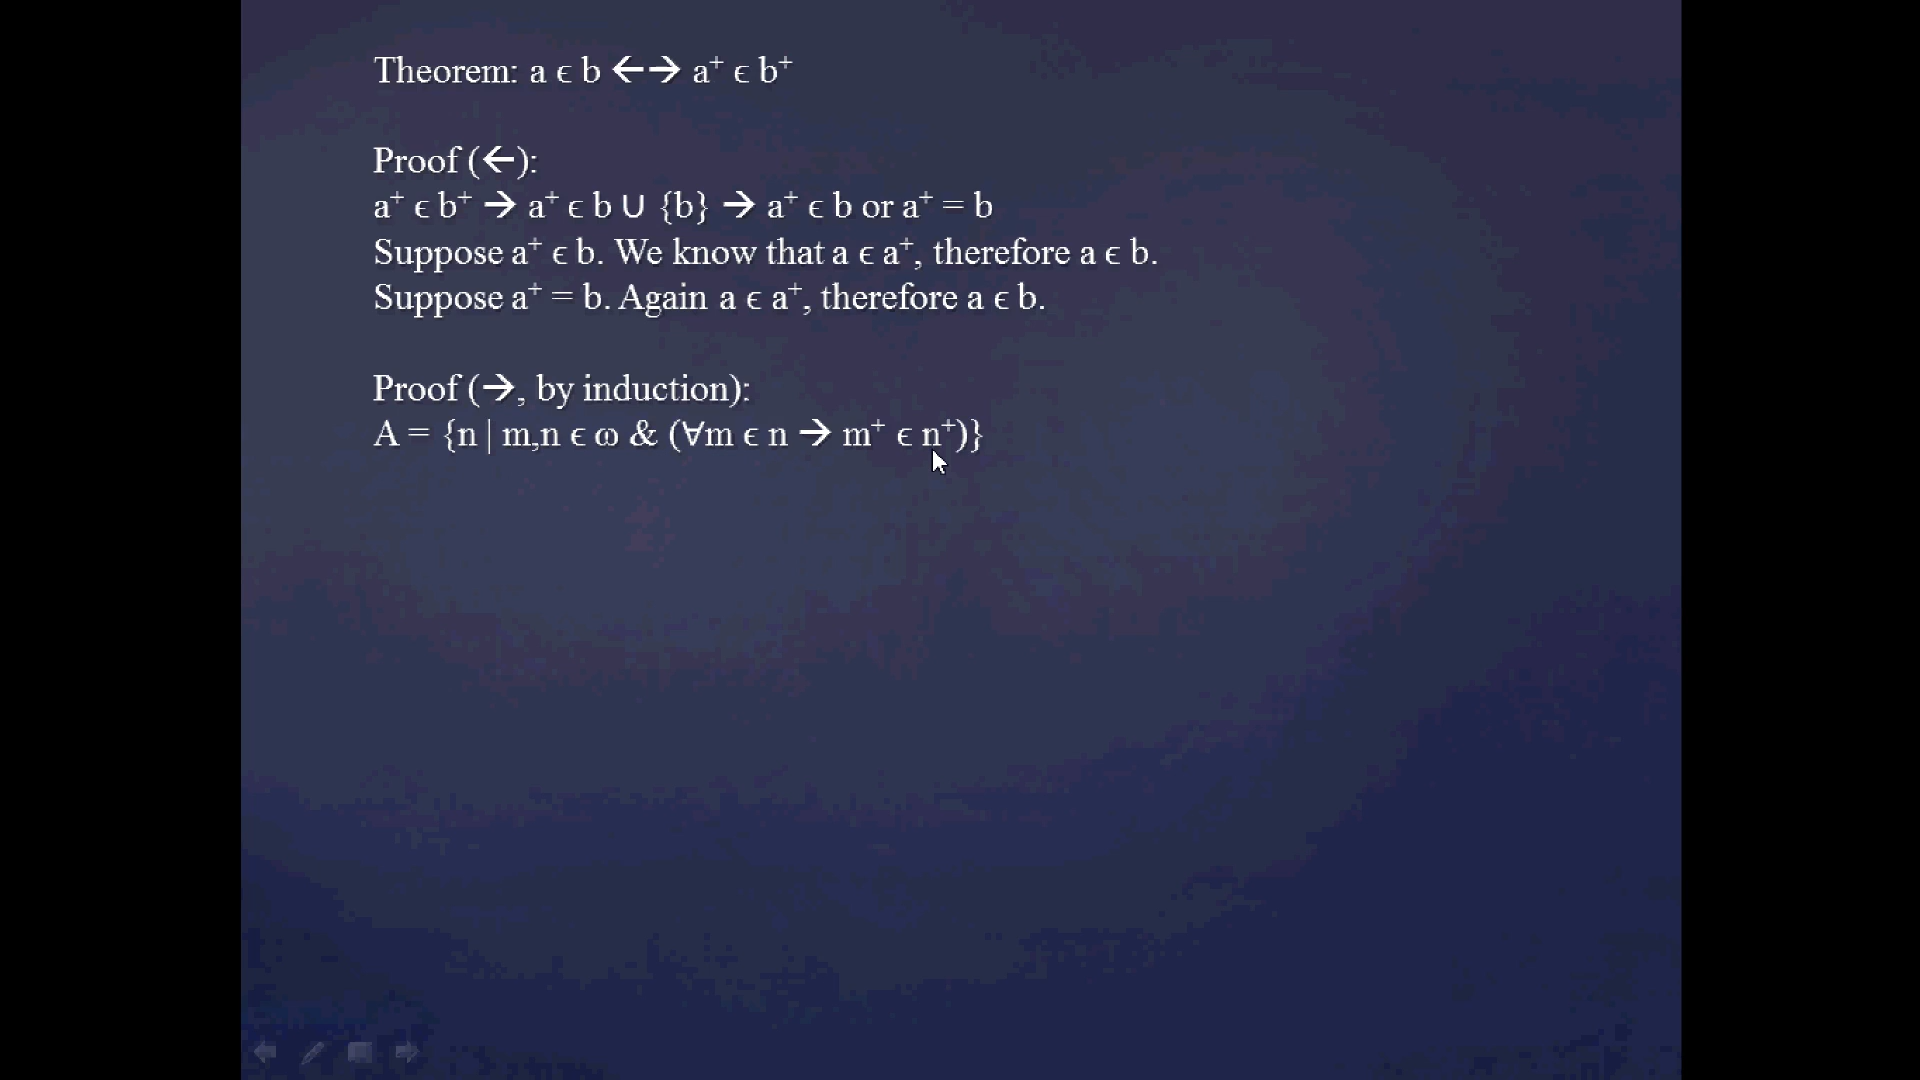 Theorem: a ϵ b ←→ a⁺ ϵ b⁺
Proof (←):
a⁺ ϵ b⁺ → a⁺ ϵ b ∪ {b} → a⁺ ϵ b or a⁺ = b
Suppose a⁺ ϵ b. We know that a ϵ a⁺, therefore a ϵ b.
Suppose a⁺ = b. Again a ϵ a⁺, therefore a ϵ b.
Proof (→, by induction):
A = {n | m,n ϵ ω & (∀m ϵ n → m⁺ ϵ n⁺)}